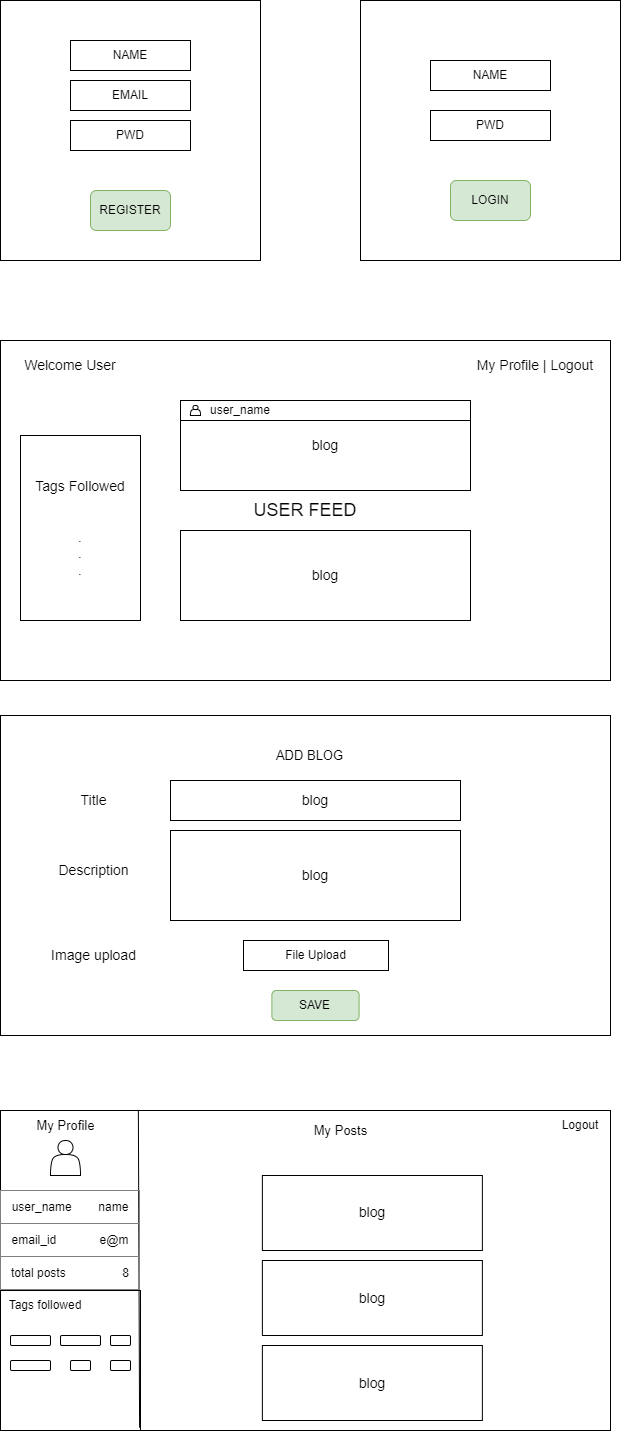 NAME
EMAIL
PWD
REGISTER
NAME
PWD
LOGIN
Welcome User
My Profile | Logout
user_name
blog
Tags Followed
.
.
.
USER FEED
blog
ADD BLOG
Title
blog
Description
blog
Image upload
File Upload
SAVE
My Profile
user_name name
email_id e@m
total posts 8
Tags followed
My Posts
Logout
blog
blog
blog